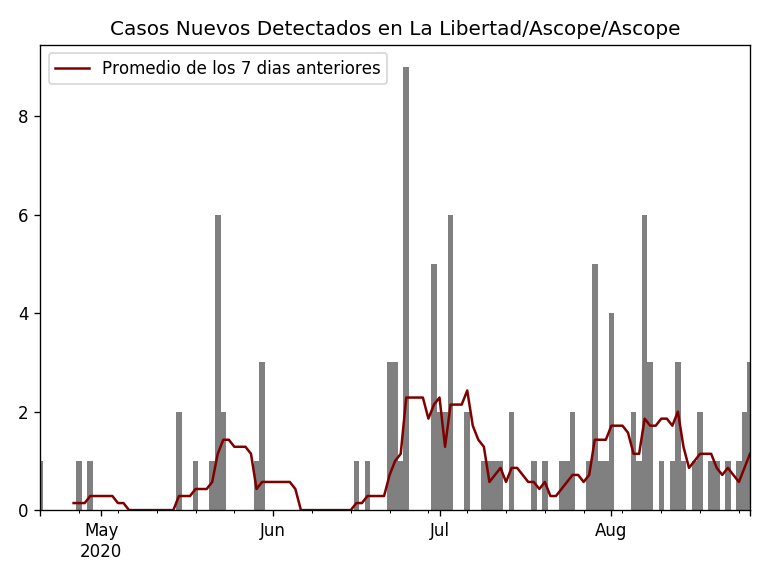 Casos Nuevos Detectados en La Libertad/Ascope/Ascope
Promedio de los 7 dias anteriores
8
6
4
2
0
May Jun Jul Aug
2020